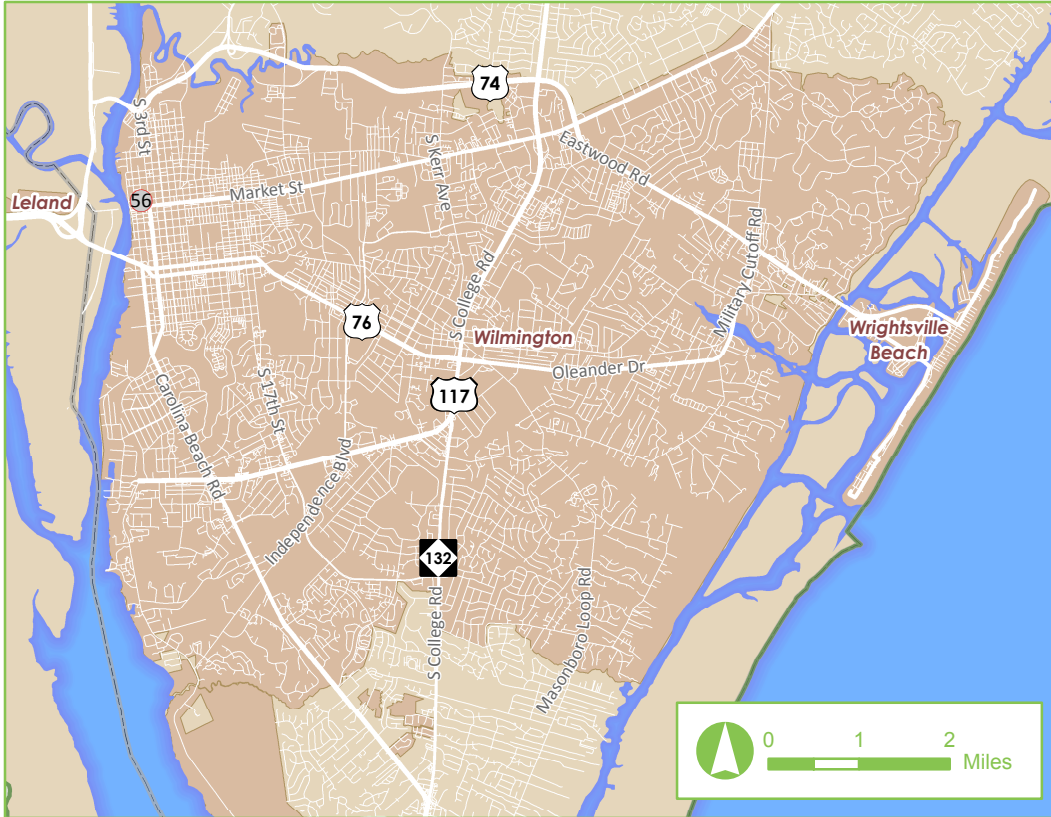 74
S 3rd St
S Kerr Ave
Eastwood Rd
Market St
56
Leland
Military Cutoff Rd
S College Rd
76
Wilmington
Wrightsville
Beach
Oleander Dr
117
S 17th St
Carolina Beach Rd
Independence Blvd
132
S College Rd
Masonboro Loop Rd
0 1 2
Miles